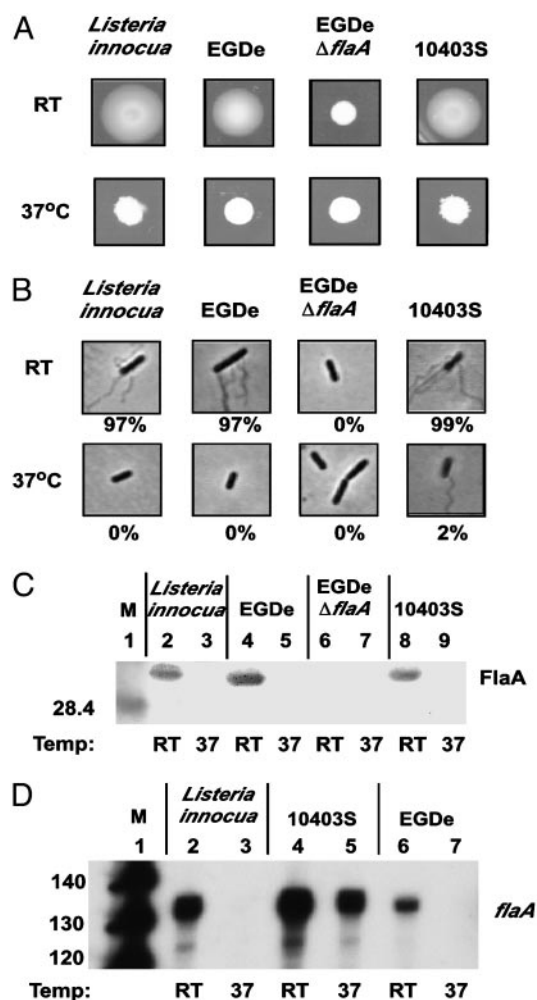 A
Listeria innocua EGDe EGDe ΔflaA 10403S
RT
37°C
B
Listeria innocua EGDe EGDe ΔflaA 10403S
RT
97% 97% 0% 99%
37°C
0% 0% 0% 2%
C
M Listeria innocua EGDe EGDe ΔflaA 10403S
1 2 3 4 5 6 7 8 9
FlaA
28.4
Temp: RT 37 RT 37 RT 37 RT 37
D
M Listeria innocua 10403S EGDe
1 2 3 4 5 6 7
140
flaA
130
120
Temp: RT 37 RT 37 RT 37